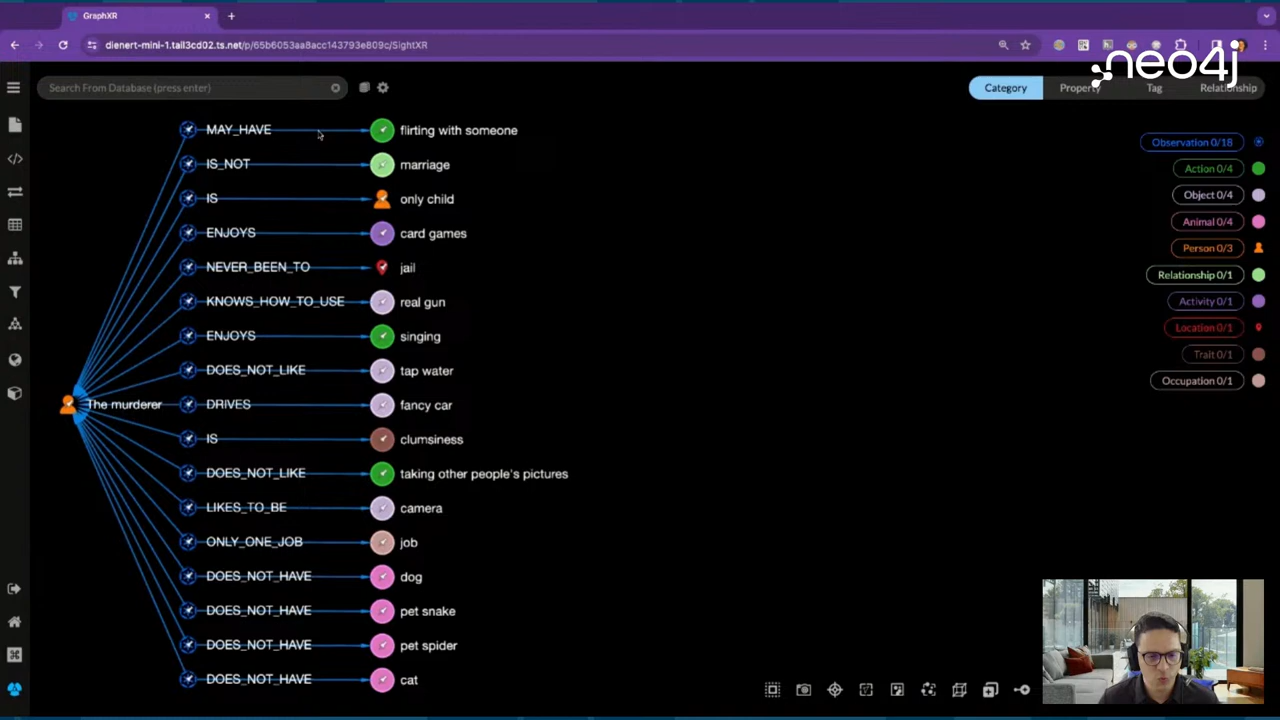 GraphXR
dienert-mini-1.tail3cd02.ts.net/p/65b6053aa8acc143793e809c/SightXR
neo4j
Search From Database (press enter)
Category Property Tag Relationship
MAY_HAVE flirting with someone
IS_NOT marriage
IS only child
ENJOYS card games
NEVER_BEEN_TO jail
KNOWS_HOW_TO_USE real gun
ENJOYS singing
DOES_NOT_LIKE tap water
The murderer DRIVES fancy car
IS clumsiness
DOES_NOT_LIKE taking other people's pictures
LIKES_TO_BE camera
ONLY_ONE_JOB job
DOES_NOT_HAVE dog
DOES_NOT_HAVE pet snake
DOES_NOT_HAVE pet spider
DOES_NOT_HAVE cat
Observation 0/18
Action 0/4
Object 0/4
Animal 0/4
Person 0/3
Relationship 0/1
Activity 0/1
Location 0/1
Trait 0/1
Occupation 0/1